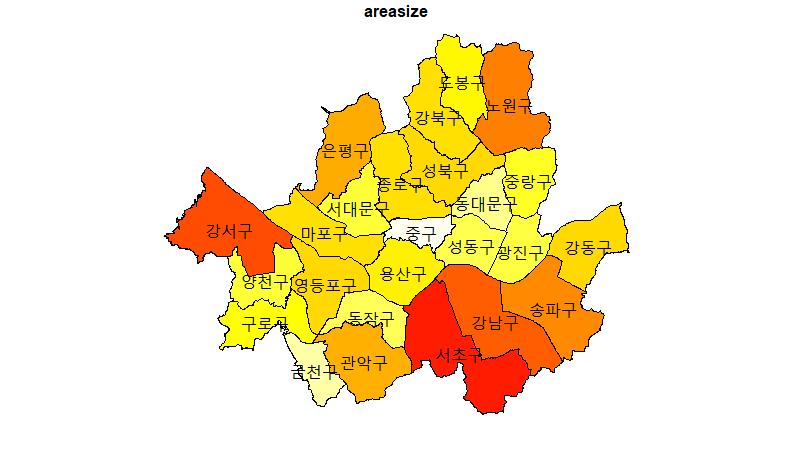 areasize
도봉구
노원구
강북구
은평구
성북구
종로구
중랑구
동대문구
서대문구
강서구
마포구
중구
성동구
광진구
강동구
용산구
양천구
영등포구
송파구
동작구
강남구
구로구
서초구
관악구
금천구